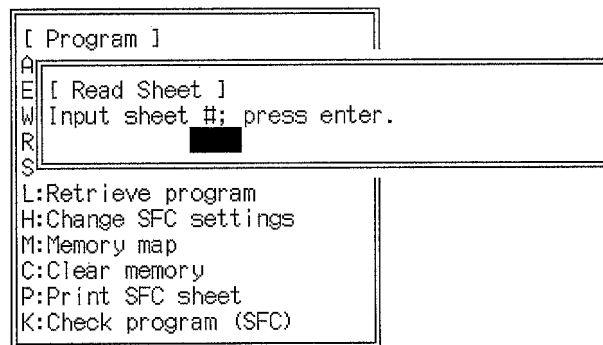 [ Program ]
A
E
[ Read Sheet ]
W
Input sheet #; press enter.
R
S
L:Retrieve program
H:Change SFC settings
M:Memory map
C:Clear memory
P:Print SFC sheet
K:Check program (SFC)